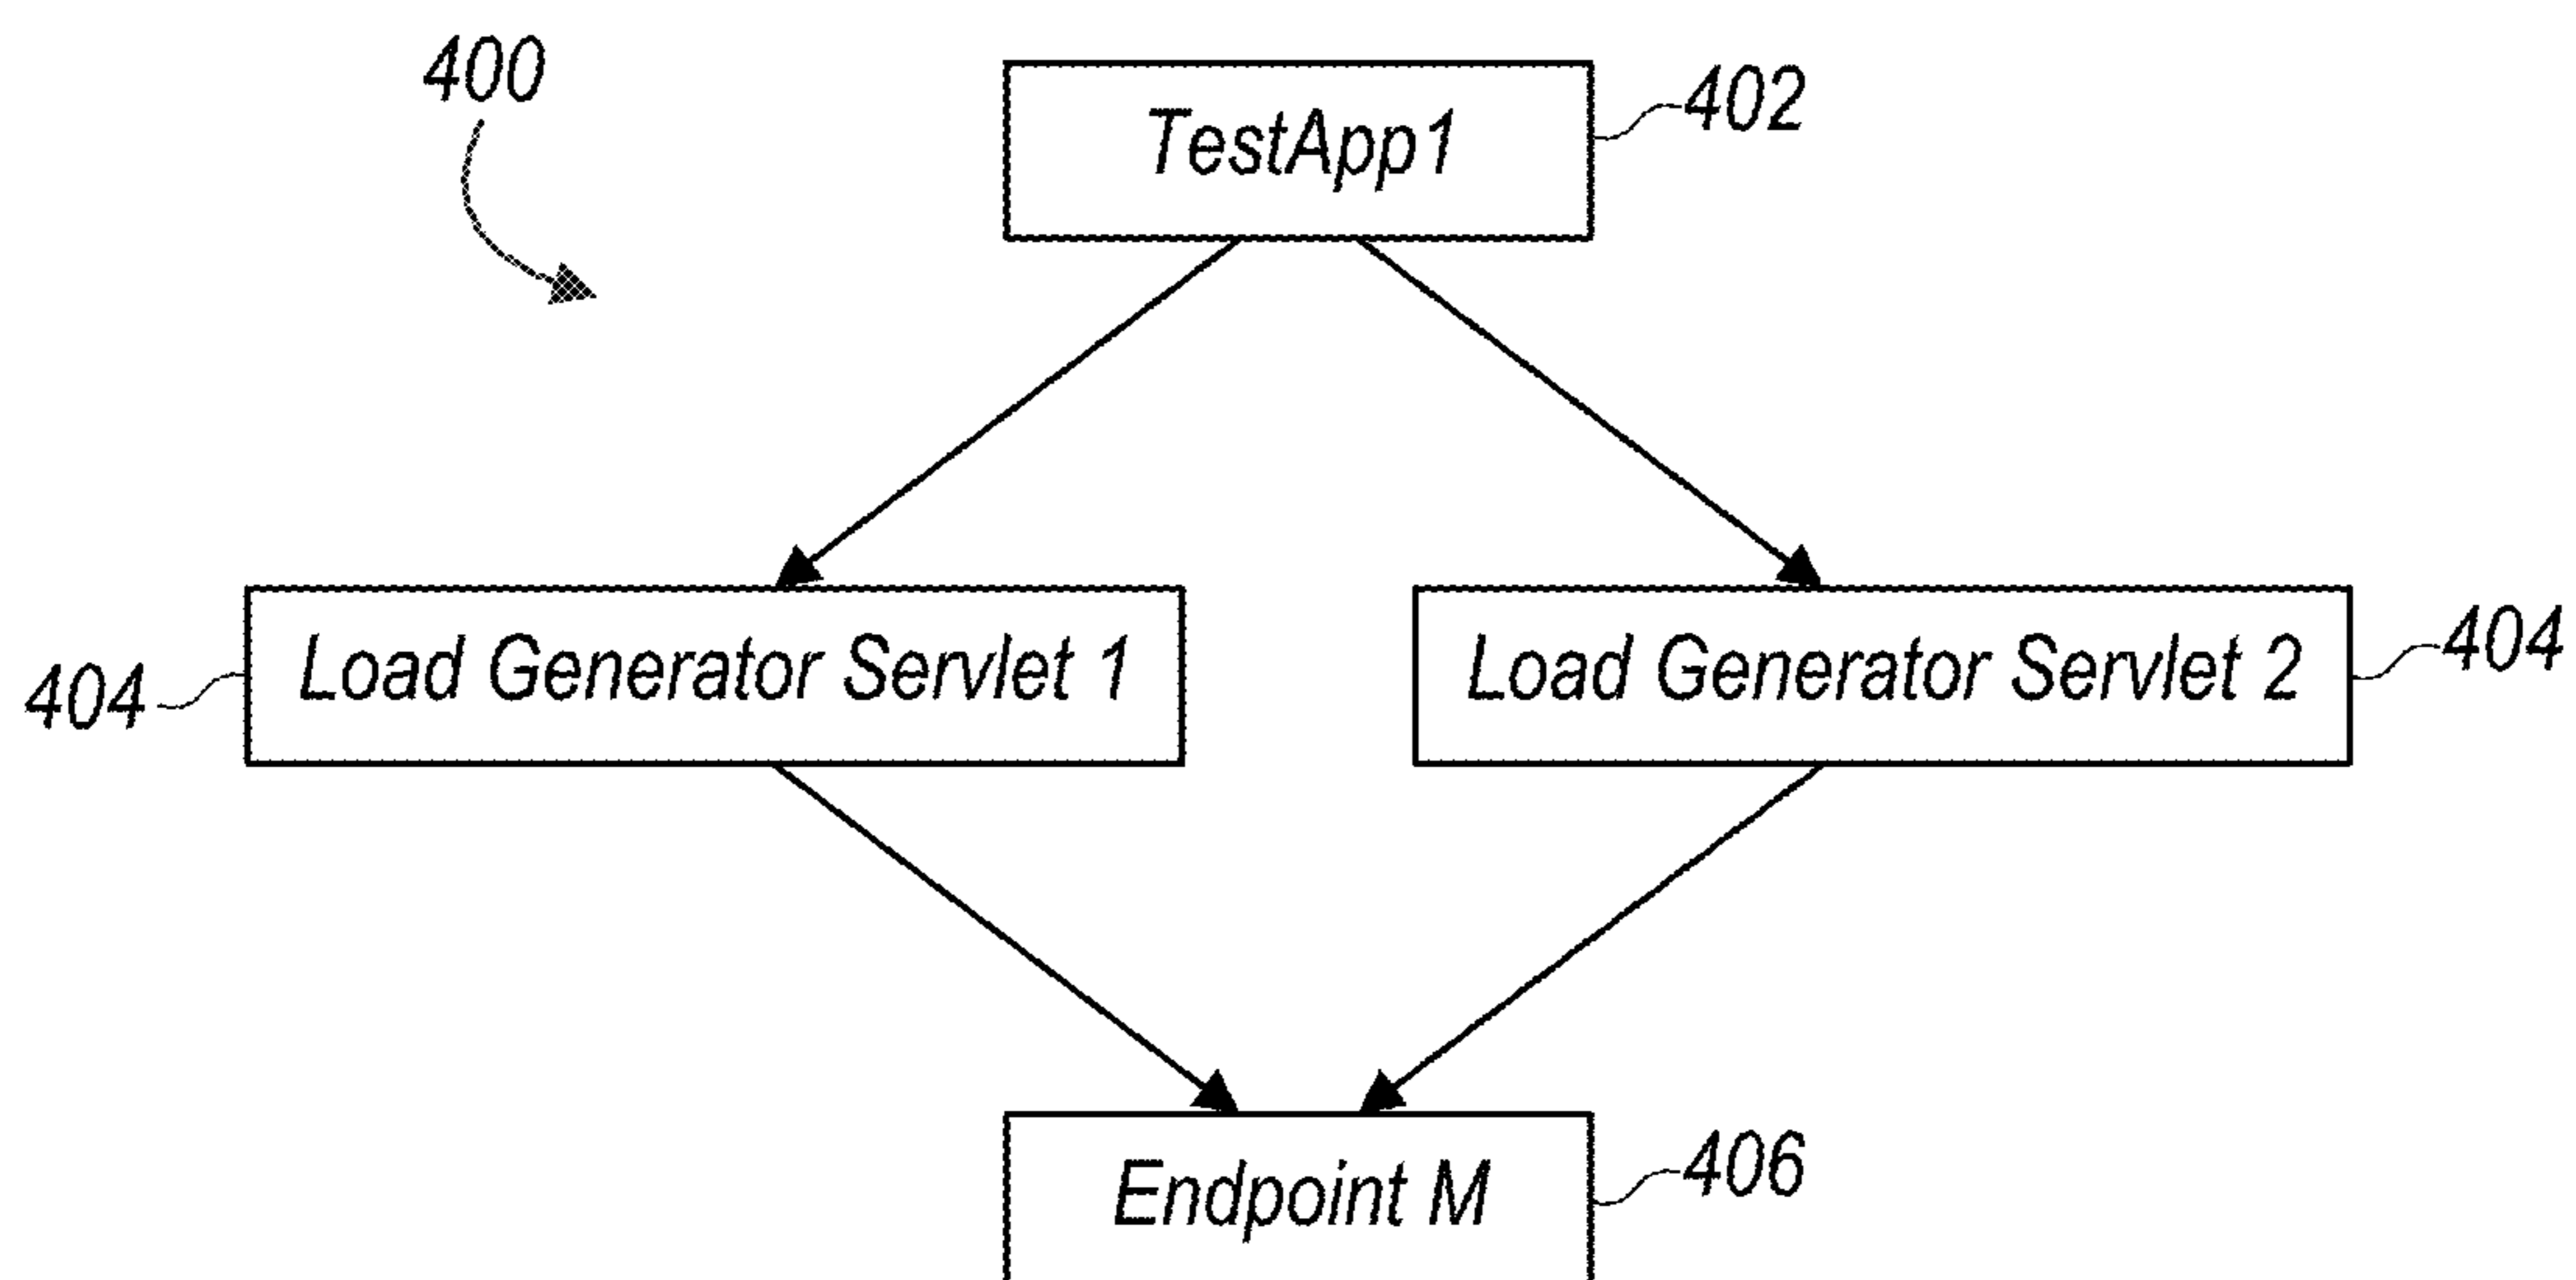 400
TestApp1
402
404
Load Generator Servlet 1
Load Generator Servlet 2
404
Endpoint M
406